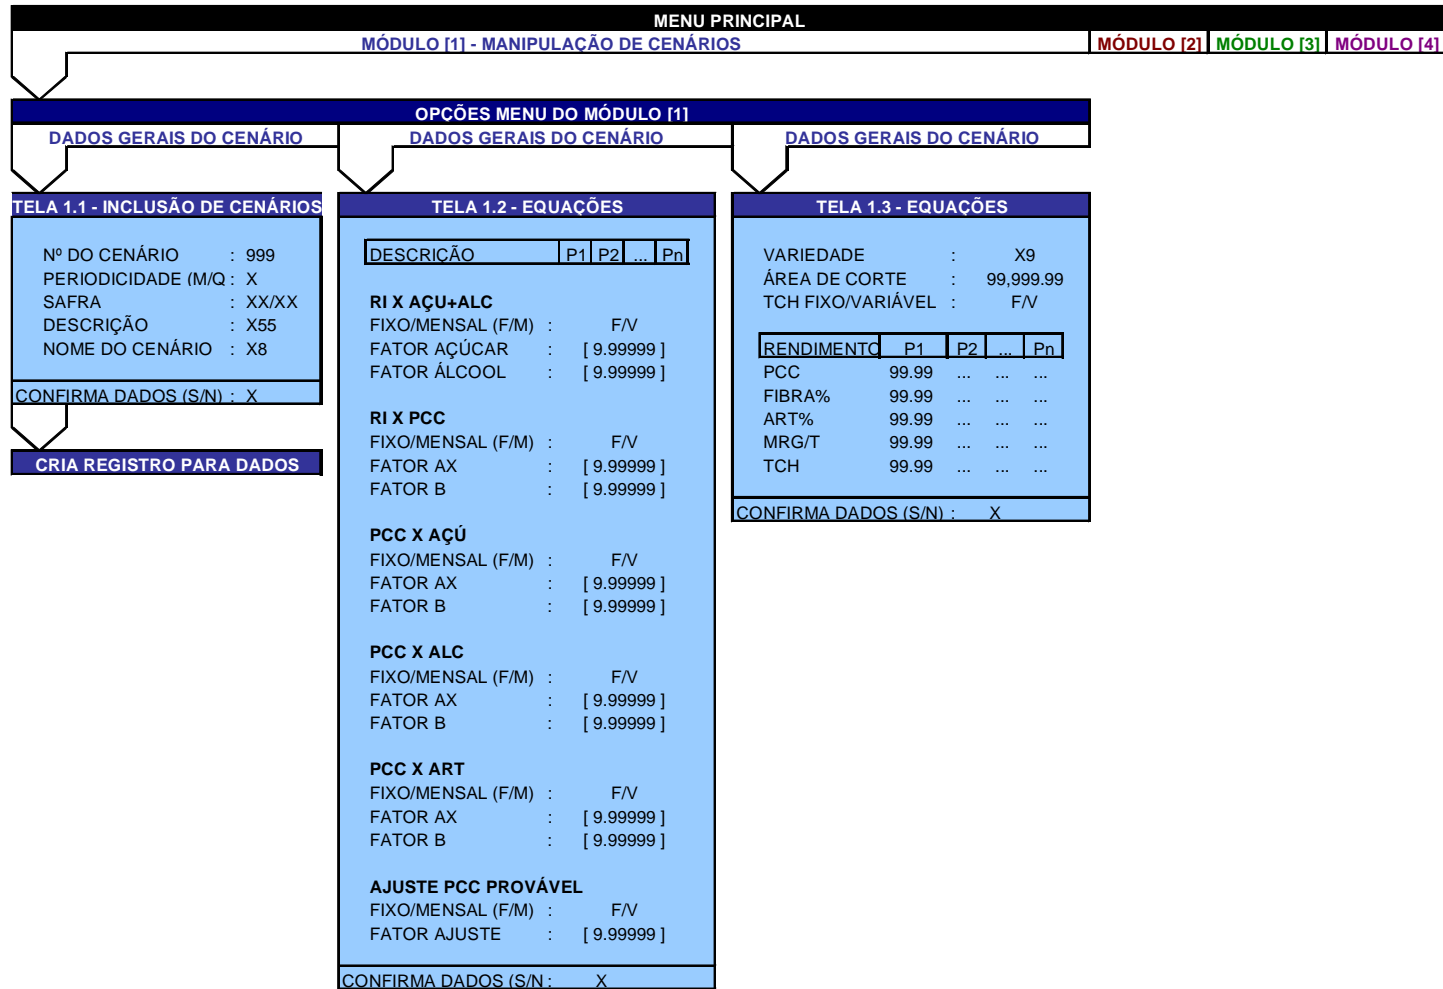 MENU PRINCIPAL
MÓDULO [1] - MANIPULAÇÃO DE CENÁRIOS MÓDULO [2] MÓDULO [3] MÓDULO [4]
OPÇÕES MENU DO MÓDULO [1]
DADOS GERAIS DO CENÁRIO DADOS GERAIS DO CENÁRIO DADOS GERAIS DO CENÁRIO
TELA 1.1 - INCLUSÃO DE CENÁRIOS
Nº DO CENÁRIO : 999
PERIODICIDADE (M/Q : X
SAFRA : XX/XX
DESCRIÇÃO : X55
NOME DO CENÁRIO : X8
CONFIRMA DADOS (S/N) : X
CRIA REGISTRO PARA DADOS
TELA 1.2 - EQUAÇÕES
DESCRIÇÃO P1 P2 ... Pn
RI X AÇU+ALC
FIXO/MENSAL (F/M) : F/V
FATOR AÇÚCAR : [ 9.99999 ]
FATOR ÁLCOOL : [ 9.99999 ]
RI X PCC
FIXO/MENSAL (F/M) : F/V
FATOR AX : [ 9.99999 ]
FATOR B : [ 9.99999 ]
PCC X AÇÚ
FIXO/MENSAL (F/M) : F/V
FATOR AX : [ 9.99999 ]
FATOR B : [ 9.99999 ]
PCC X ALC
FIXO/MENSAL (F/M) : F/V
FATOR AX : [ 9.99999 ]
FATOR B : [ 9.99999 ]
PCC X ART
FIXO/MENSAL (F/M) : F/V
FATOR AX : [ 9.99999 ]
FATOR B : [ 9.99999 ]
AJUSTE PCC PROVÁVEL
FIXO/MENSAL (F/M) : F/V
FATOR AJUSTE : [ 9.99999 ]
CONFIRMA DADOS (S/N : X
TELA 1.3 - EQUAÇÕES
VARIEDADE : X9
ÁREA DE CORTE : 99,999.99
TCH FIXO/VARIÁVEL : F/V
RENDIMENTO P1 P2 ... Pn
PCC 99.99 ... ... ...
FIBRA% 99.99 ... ... ...
ART% 99.99 ... ... ...
MRG/T 99.99 ... ... ...
TCH 99.99 ... ... ...
CONFIRMA DADOS (S/N) : X